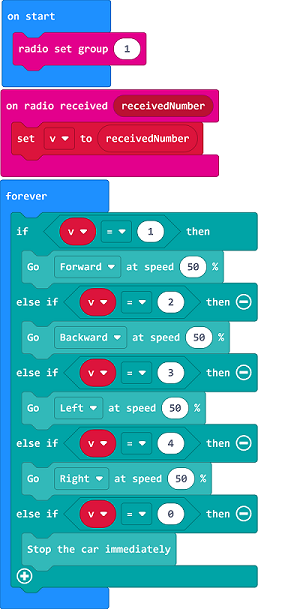 on start
radio set group 1
on radio received receivedNumber
set v to receivedNumber
forever
if v = 1 then
Go Forward at speed 50 %
else if v = 2 then
Go Backward at speed 50 %
else if v = 3 then
Go Left at speed 50 %
else if v = 4 then
Go Right at speed 50 %
else if v = 0 then
Stop the car immediately